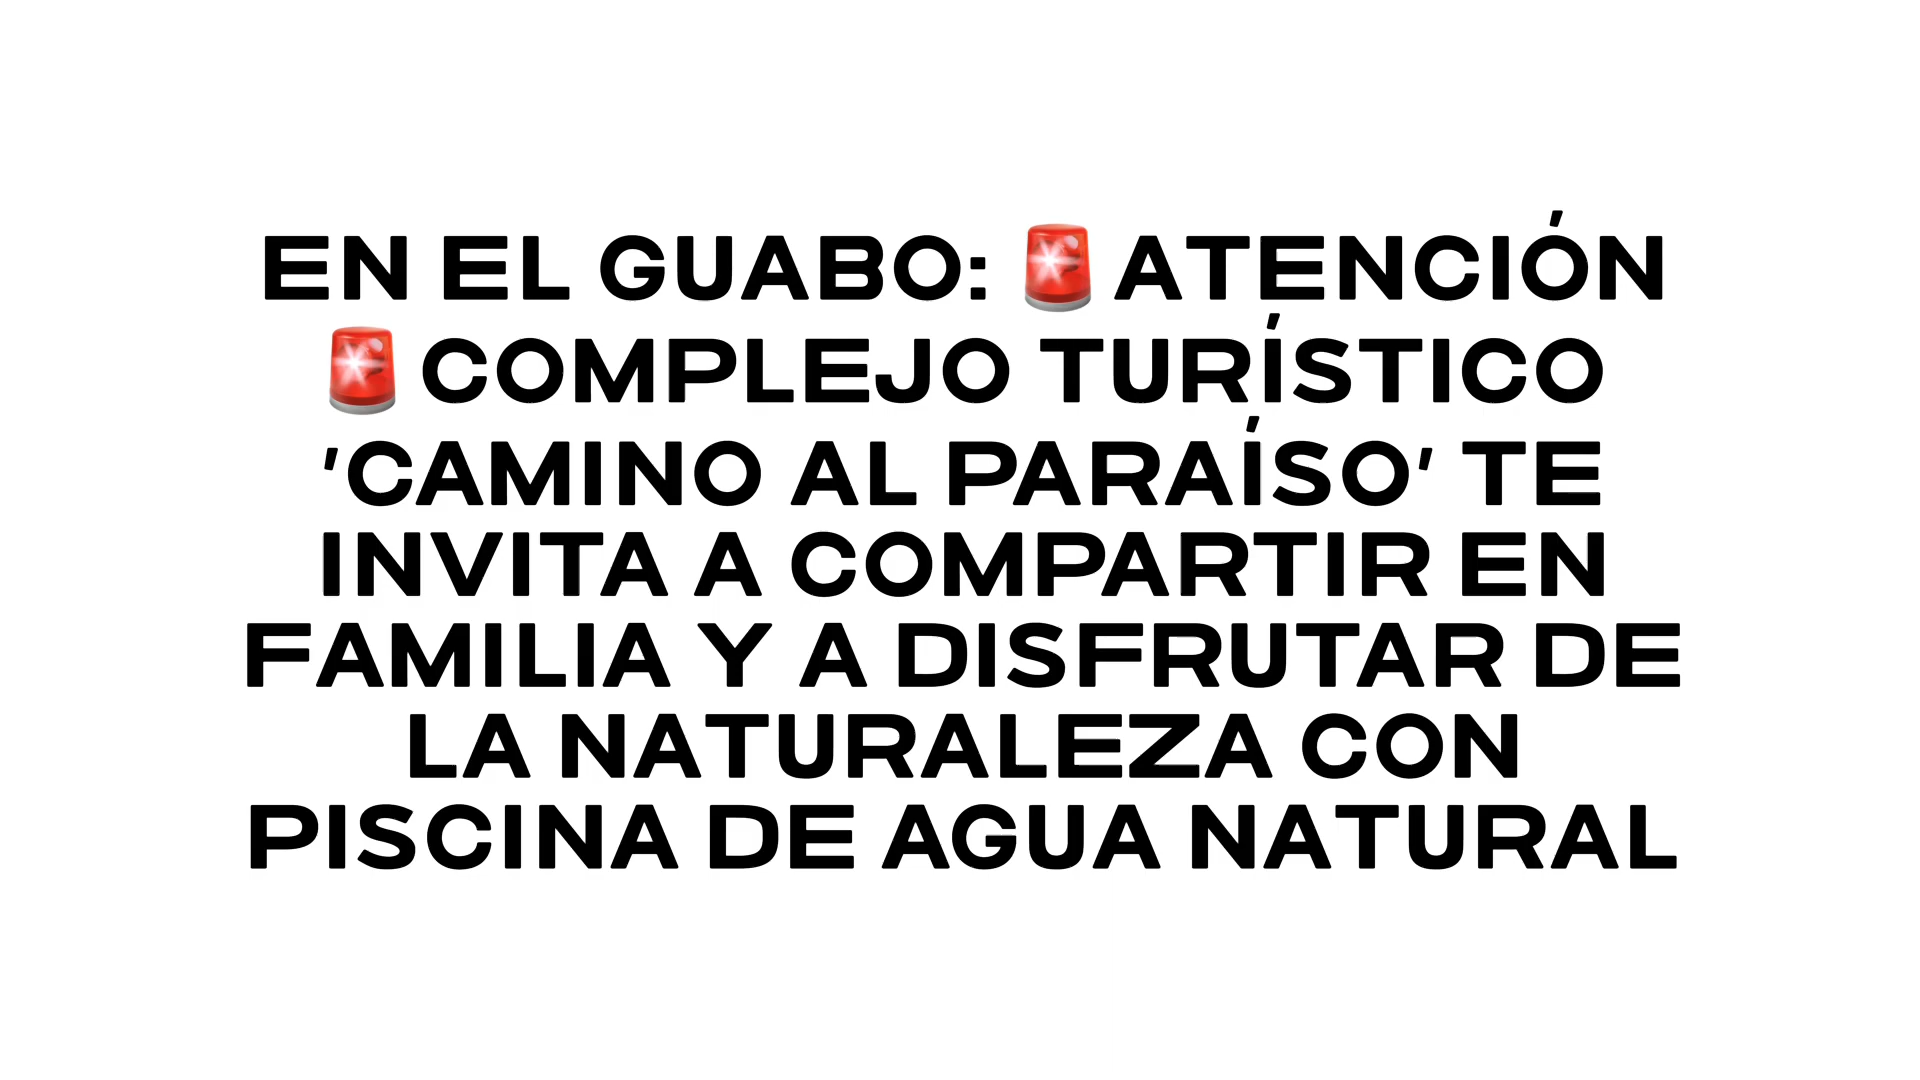 EN EL GUABO: 🚨 ATENCIÓN
🚨 COMPLEJO TURÍSTICO
'CAMINO AL PARAÍSO' TE
INVITA A COMPARTIR EN
FAMILIA Y A DISFRUTAR DE
LA NATURALEZA CON
PISCINA DE AGUA NATURAL